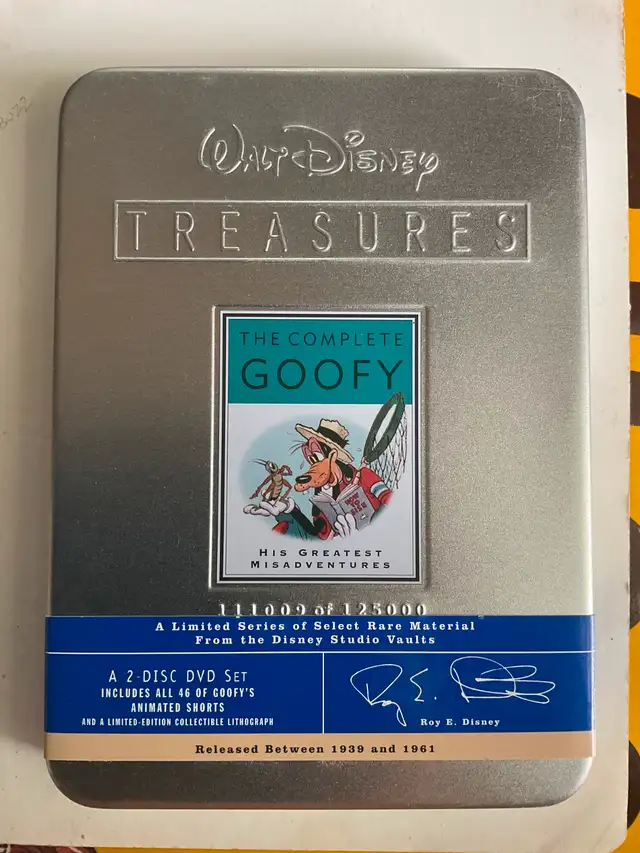 WALT DISNEY
TREASURES
THE COMPLETE
GOOFY
HIS GREATEST
MISADVENTURES
111009 of 125000
A Limited Series of Select Rare Material
From the Disney Studio Vaults
A 2-DISC DVD SET
INCLUDES ALL 46 OF GOOFY'S
ANIMATED SHORTS
AND A LIMITED-EDITION COLLECTIBLE LITHOGRAPH
Roy E. Disney
Roy E. Disney
Released Between 1939 and 1961